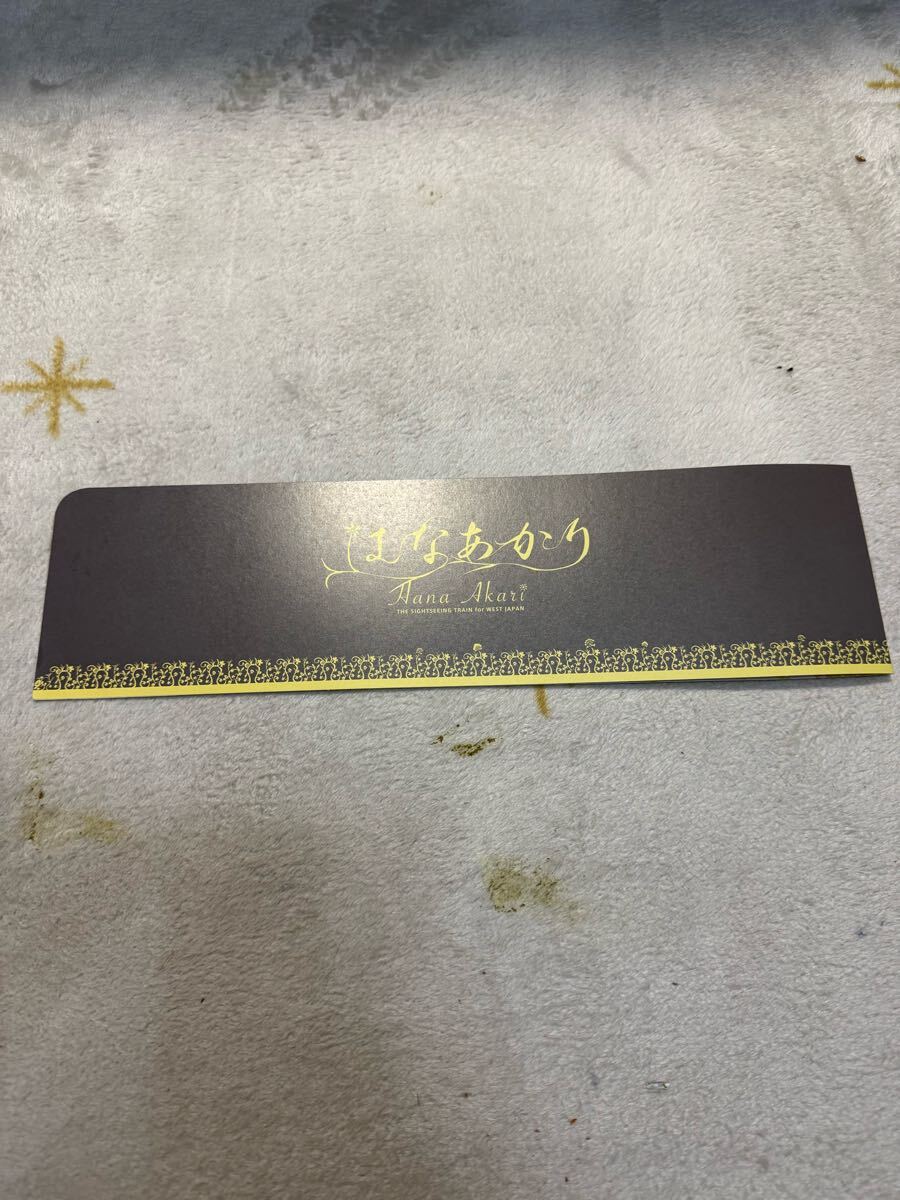 はなあかり
Hana Akari
THE SIGHTSEEING TRAIN for WEST JAPAN